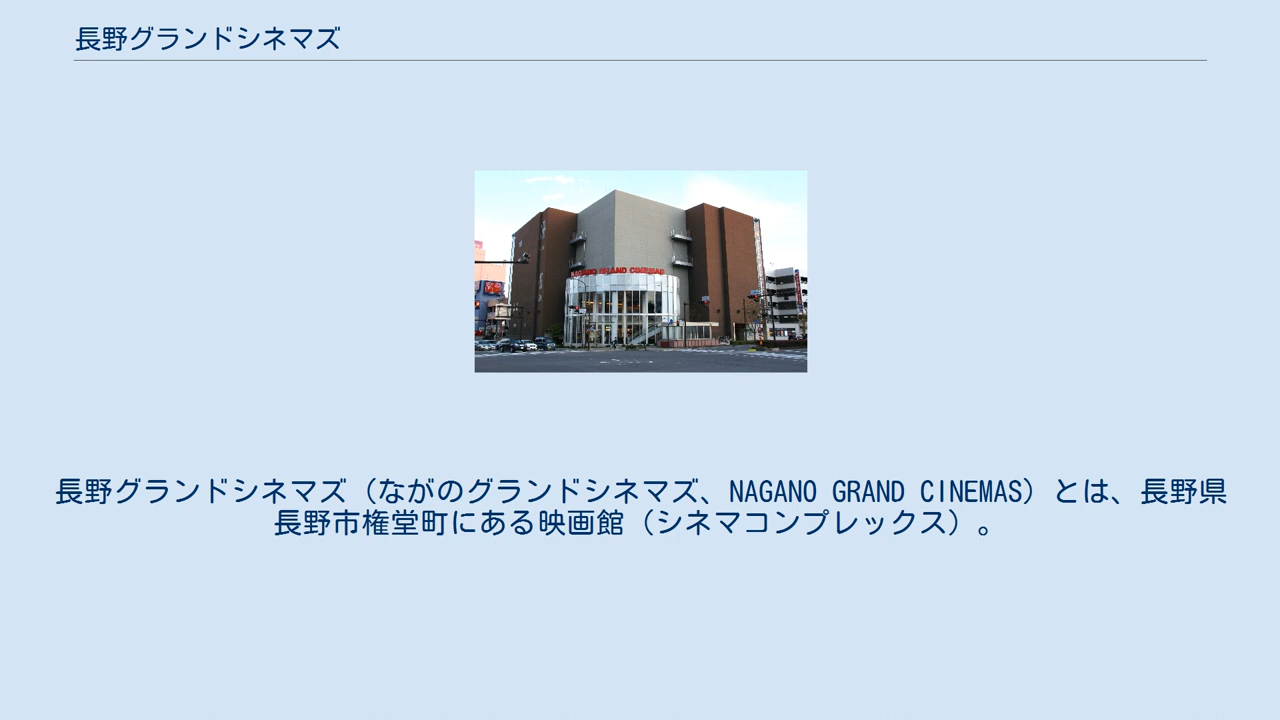 長野グランドシネマズ
NAGANO GRAND CINEMAS
長野グランドシネマズ（ながのグランドシネマズ、NAGANO GRAND CINEMAS）とは、長野県
長野市権堂町にある映画館（シネマコンプレックス）。